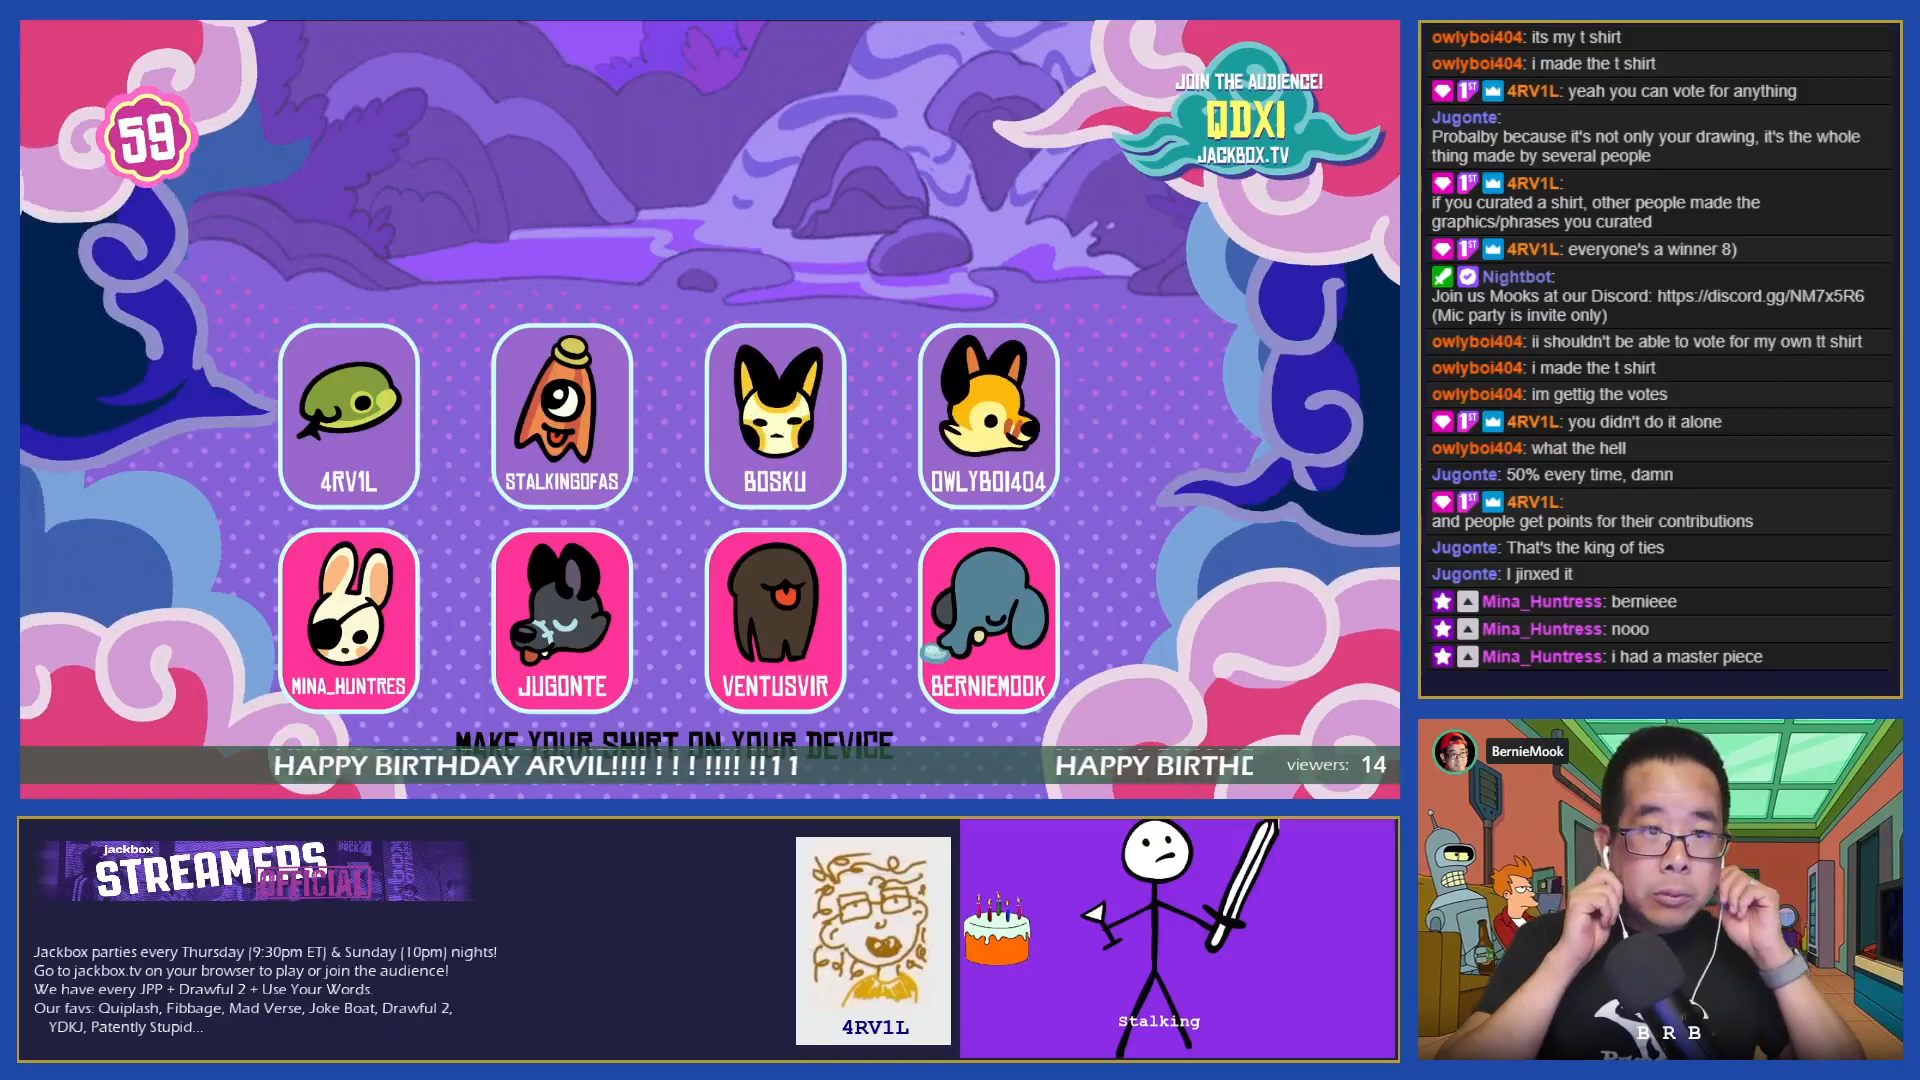 59
JOIN THE AUDIENCE!
QDXI
JACKBOX.TV
4RV1L
STALKINGOFAS
BOSKU
OWLYBOI404
MINA_HUNTRES
JUGONTE
VENTUSVIR
BERNIEMOOK
MAKE YOUR SHIRT ON YOUR DEVICE
HAPPY BIRTHDAY ARVIL!!!! ! ! ! !!!! !!11
HAPPY BIRTHD
viewers: 14
owlyboi404: its my t shirt
owlyboi404: i made the t shirt
4RV1L: yeah you can vote for anything
Jugonte:
Probalby because it's not only your drawing, it's the whole
thing made by several people
4RV1L:
if you curated a shirt, other people made the
graphics/phrases you curated
4RV1L: everyone's a winner 8)
Nightbot:
Join us Mooks at our Discord: https://discord.gg/NM7x5R6
(Mic party is invite only)
owlyboi404: ii shouldn't be able to vote for my own tt shirt
owlyboi404: i made the t shirt
owlyboi404: im gettig the votes
4RV1L: you didn't do it alone
owlyboi404: what the hell
Jugonte: 50% every time, damn
4RV1L:
and people get points for their contributions
Jugonte: That's the king of ties
Jugonte: I jinxed it
Mina_Huntress: bernieee
Mina_Huntress: nooo
Mina_Huntress: i had a master piece
jackbox
STREAMERS
OFFICIAL
Jackbox parties every Thursday (9:30pm ET) & Sunday (10pm) nights!
Go to jackbox.tv on your browser to play or join the audience!
We have every JPP + Drawful 2 + Use Your Words.
Our favs: Quiplash, Fibbage, Mad Verse, Joke Boat, Drawful 2,
YDKJ, Patently Stupid...
4RV1L
Stalking
BernieMook
B R B